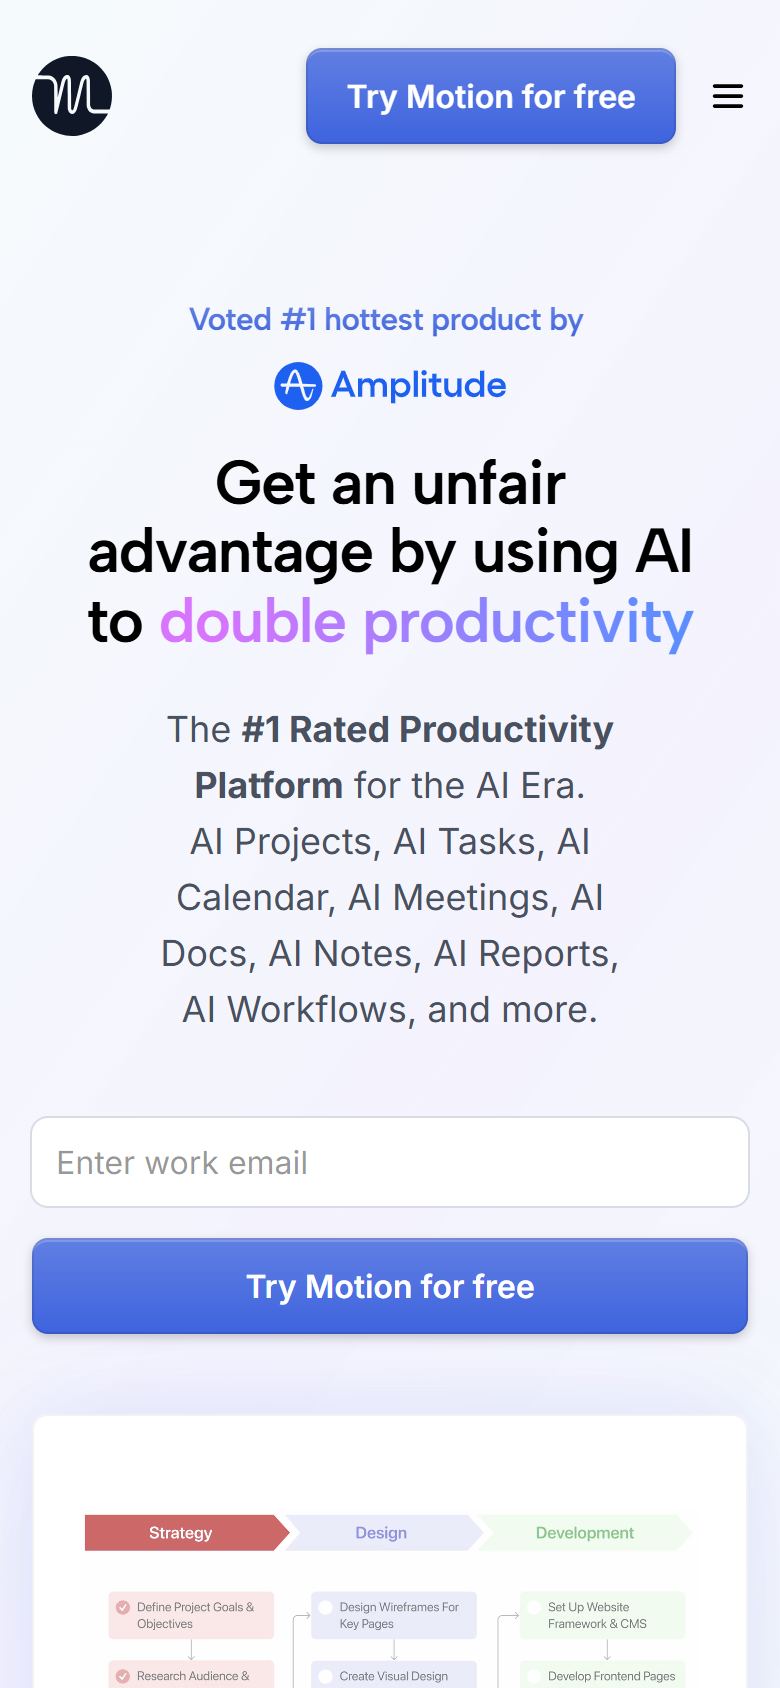 Try Motion for free
Voted #1 hottest product by
Amplitude
Get an unfair
advantage by using AI
to double productivity
The #1 Rated Productivity
Platform for the AI Era.
AI Projects, AI Tasks, AI
Calendar, AI Meetings, AI
Docs, AI Notes, AI Reports,
AI Workflows, and more.
Enter work email
Try Motion for free
Strategy
Design
Development
Define Project Goals &
Objectives
Design Wireframes For
Key Pages
Set Up Website
Framework & CMS
Research Audience &
Create Visual Design
Develop Frontend Pages